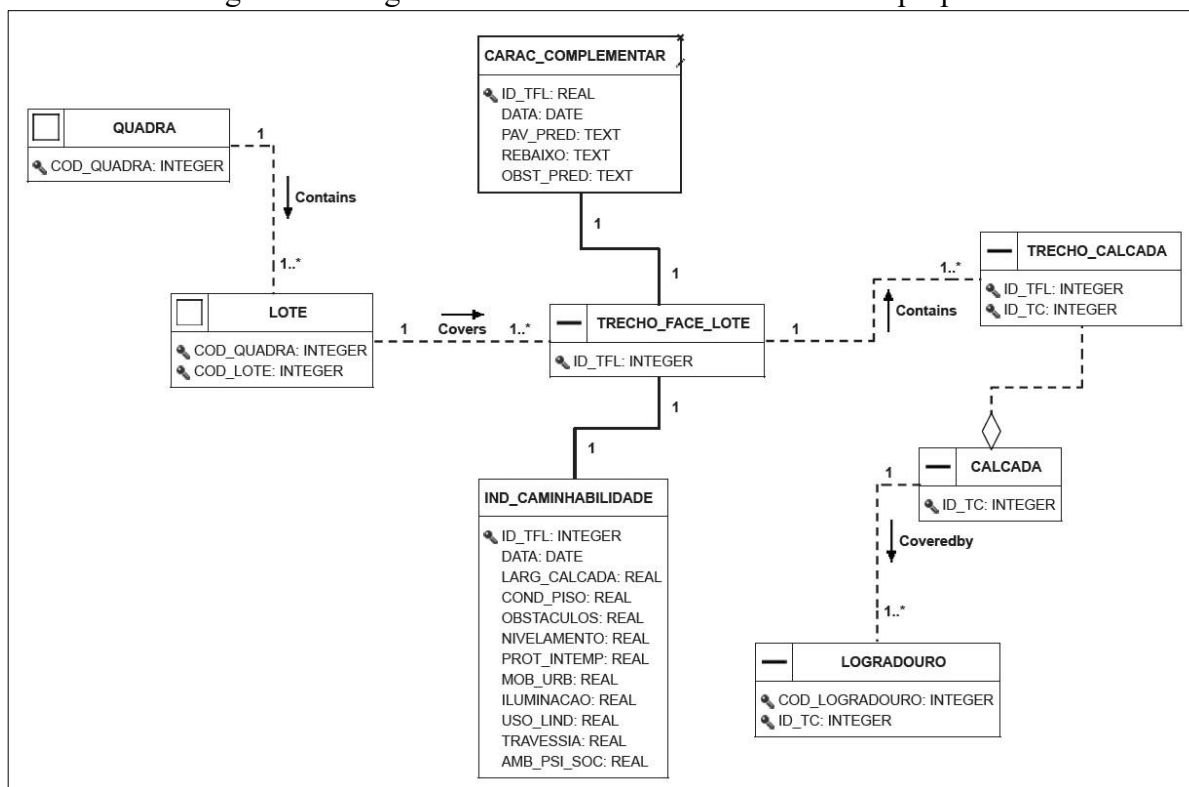 CARAC_COMPLEMENTAR
ID_TFL: REAL
DATA: DATE
PAV_PRED: TEXT
REBAIXO: TEXT
OBST_PRED: TEXT
QUADRA
COD_QUADRA: INTEGER
1
Contains
1..*
LOTE
COD_QUADRA: INTEGER
COD_LOTE: INTEGER
1
Covers
1..*
1
1
TRECHO_FACE_LOTE
ID_TFL: INTEGER
1
Contains
1..*
TRECHO_CALCADA
ID_TFL: INTEGER
ID_TC: INTEGER
1
1
IND_CAMINHABILIDADE
ID_TFL: INTEGER
DATA: DATE
LARG_CALCADA: REAL
COND_PISO: REAL
OBSTACULOS: REAL
NIVELAMENTO: REAL
PROT_INTEMP: REAL
MOB_URB: REAL
ILUMINACAO: REAL
USO_LIND: REAL
TRAVESSIA: REAL
AMB_PSI_SOC: REAL
CALCADA
ID_TC: INTEGER
1
Coveredby
1..*
LOGRADOURO
COD_LOGRADOURO: INTEGER
ID_TC: INTEGER